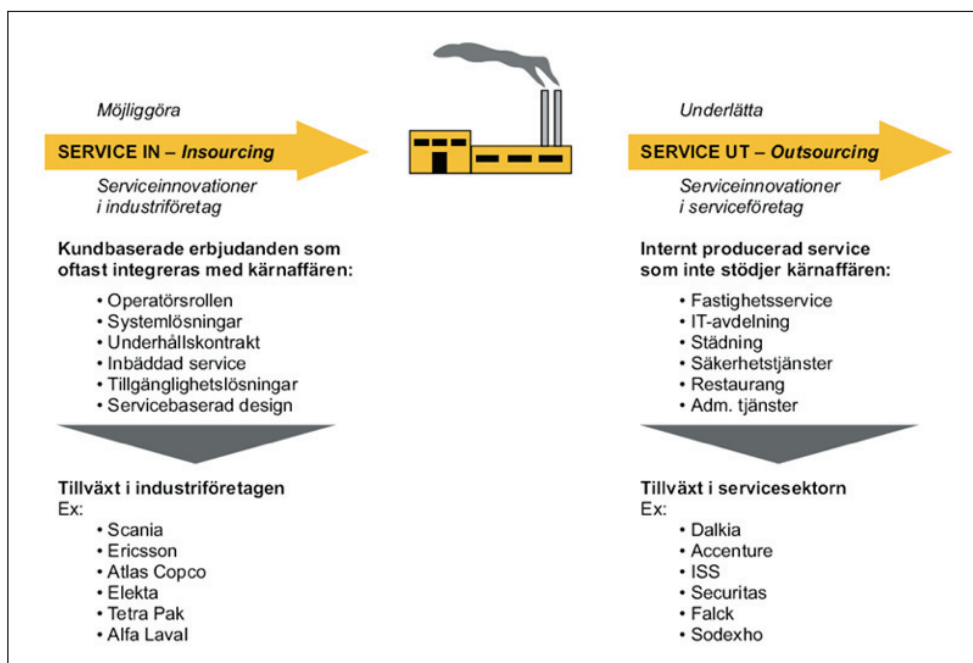 Möjliggöra
SERVICE IN – Insourcing
Serviceinnovationer
i industriföretag
Kundbaserade erbjudanden som
oftast integreras med kärnaffären:
• Operatörsrollen
• Systemlösningar
• Underhållskontrakt
• Inbäddad service
• Tillgänglighetslösningar
• Servicebaserad design
Tillväxt i industriföretagen
Ex:
• Scania
• Ericsson
• Atlas Copco
• Elekta
• Tetra Pak
• Alfa Laval
Underlätta
SERVICE UT – Outsourcing
Serviceinnovationer
i serviceföretag
Internt producerad service
som inte stödjer kärnaffären:
• Fastighetsservice
• IT-avdelning
• Städning
• Säkerhetstjänster
• Restaurang
• Adm. tjänster
Tillväxt i servicesektorn
Ex:
• Dalkia
• Accenture
• ISS
• Securitas
• Falck
• Sodexho